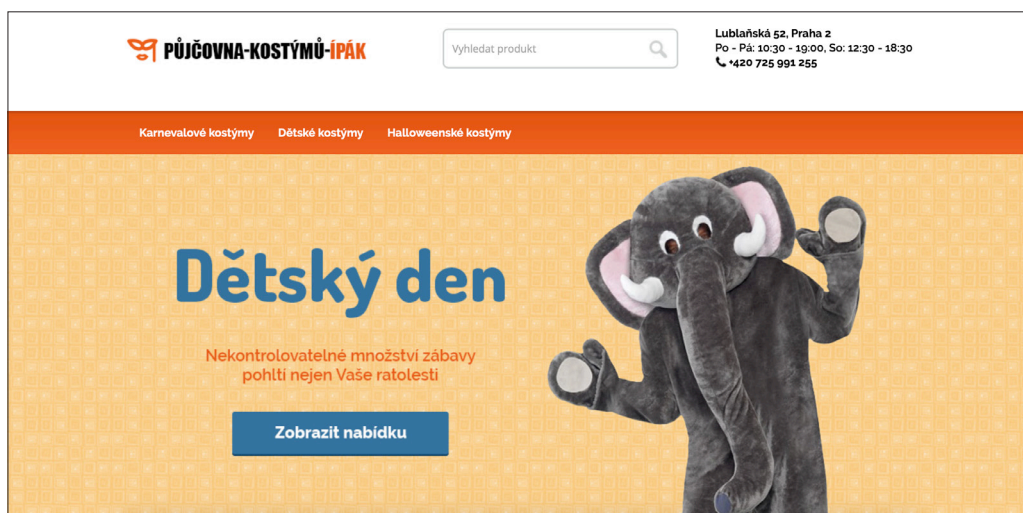 PŮJČOVNA-KOSTÝMŮ-ÍPÁK
Vyhledat produkt
Lublaňská 52, Praha 2
Po - Pá: 10:30 - 19:00, So: 12:30 - 18:30
+420 725 991 255
Karnevalové kostýmy Dětské kostýmy Halloweenské kostýmy
Dětský den
Nekontrolovatelné množství zábavy
pohltí nejen Vaše ratolesti
Zobrazit nabídku